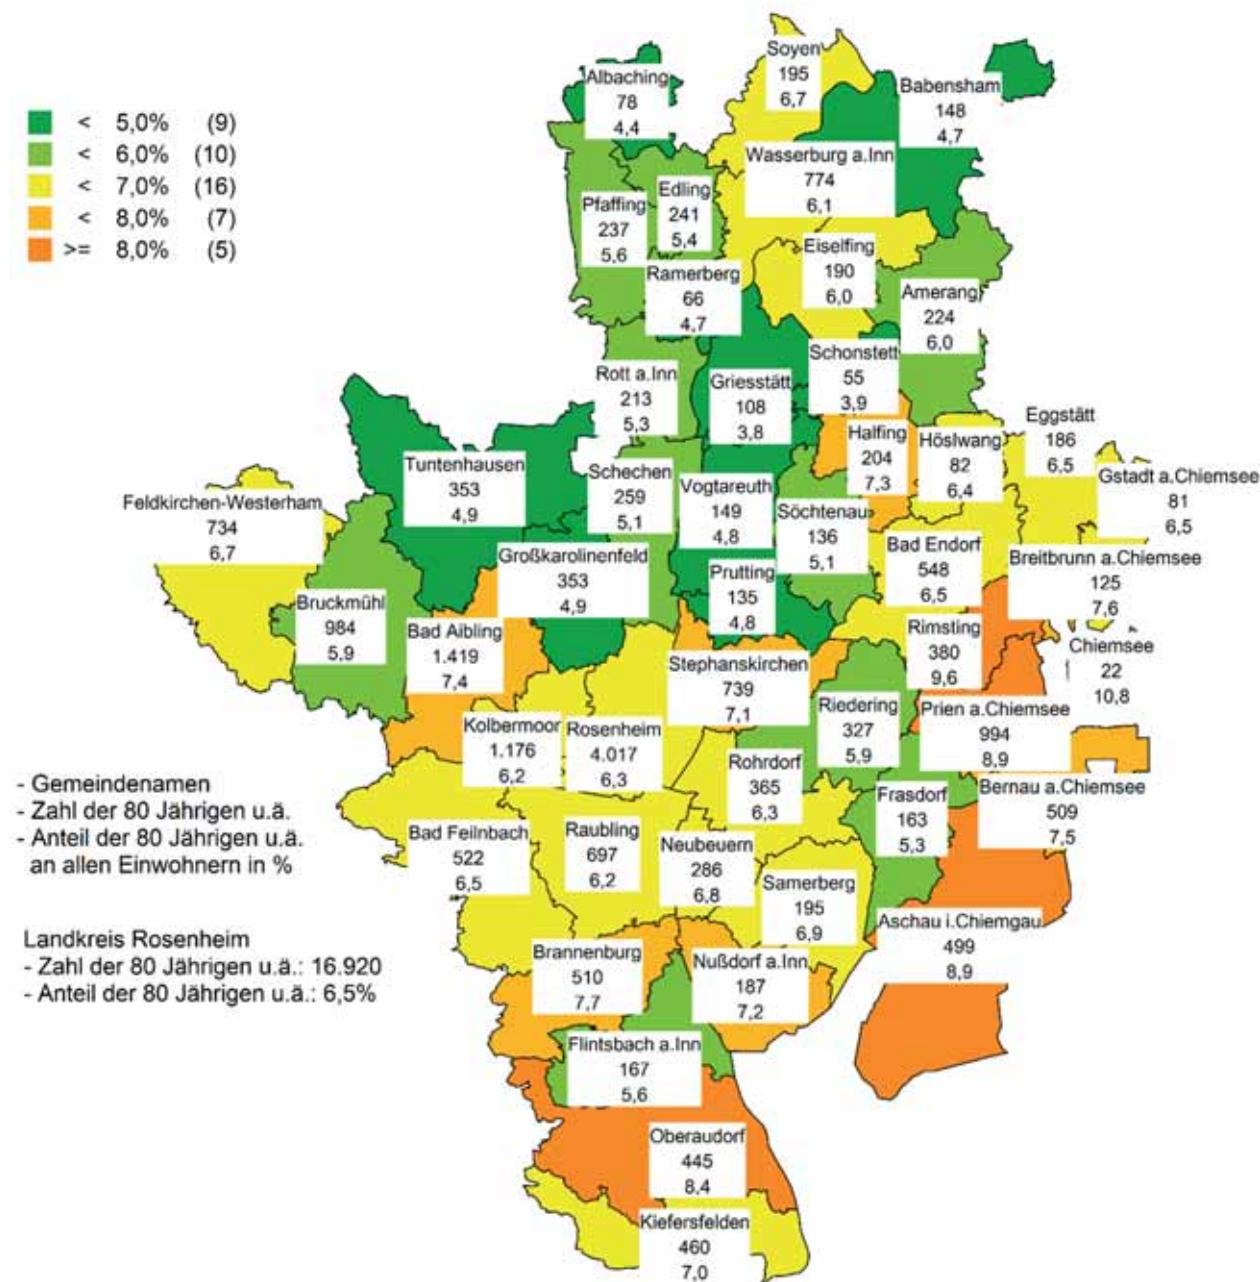 < 5,0% (9)
< 6,0% (10)
< 7,0% (16)
< 8,0% (7)
>= 8,0% (5)
Soyen
195
6,7
Albaching
78
4,4
Babensham
148
4,7
Wasserburg a.Inn
774
6,1
Edling
241
5,4
Pfaffing
237
5,6
Eiselfing
190
6,0
Ramerberg
66
4,7
Amerang
224
6,0
Schonstett
55
3,9
Rott a.Inn
213
5,3
Griesstätt
108
3,8
Eggstätt
186
6,5
Halfing
204
7,3
Höslwang
82
6,4
Tuntenhausen
353
4,9
Schechen
259
5,1
Vogtareuth
149
4,8
Gstadt a.Chiemsee
81
6,5
Feldkirchen-Westerham
734
6,7
Söchtenau
136
5,1
Bad Endorf
548
6,5
Großkarolinenfeld
353
4,9
Breitbrunn a.Chiemsee
125
7,6
Prutting
135
4,8
Bruckmühl
984
5,9
Bad Aibling
1.419
7,4
Rimsting
380
9,6
Chiemsee
22
10,8
Stephanskirchen
739
7,1
Riedering
327
5,9
Prien a.Chiemsee
994
8,9
Kolbermoor
1.176
6,2
Rosenheim
4.017
6,3
Rohrdorf
365
6,3
Frasdorf
163
5,3
Bernau a.Chiemsee
509
7,5
- Gemeindenamen
- Zahl der 80 Jährigen u.ä.
- Anteil der 80 Jährigen u.ä.
an allen Einwohnern in %
Bad Feilnbach
522
6,5
Raubling
697
6,2
Neubeuern
286
6,8
Samerberg
195
6,9
Aschau i.Chiemgau
499
8,9
Landkreis Rosenheim
- Zahl der 80 Jährigen u.ä.: 16.920
- Anteil der 80 Jährigen u.ä.: 6,5%
Brannenburg
510
7,7
Nußdorf a.Inn
187
7,2
Flintsbach a.Inn
167
5,6
Oberaudorf
445
8,4
Kiefersfelden
460
7,0